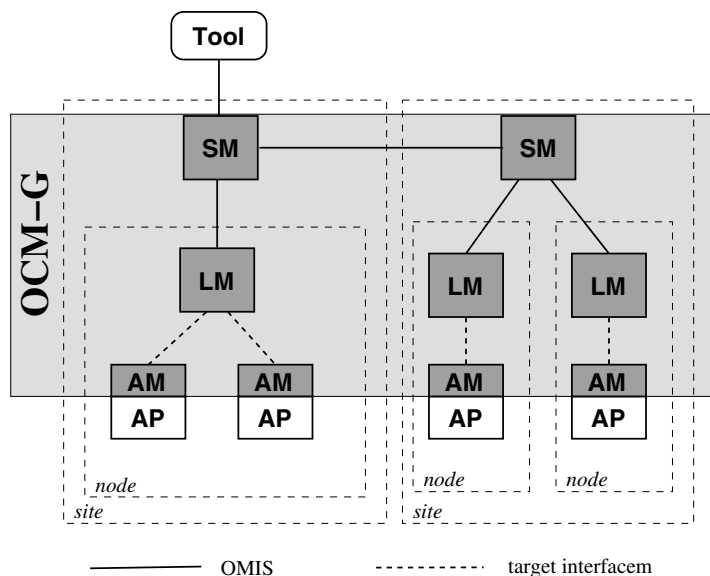 Tool
OCM–G
SM
SM
LM
LM
LM
AM
AM
AM
AM
AP
AP
AP
AP
node
node
node
site
site
OMIS
target interfacem